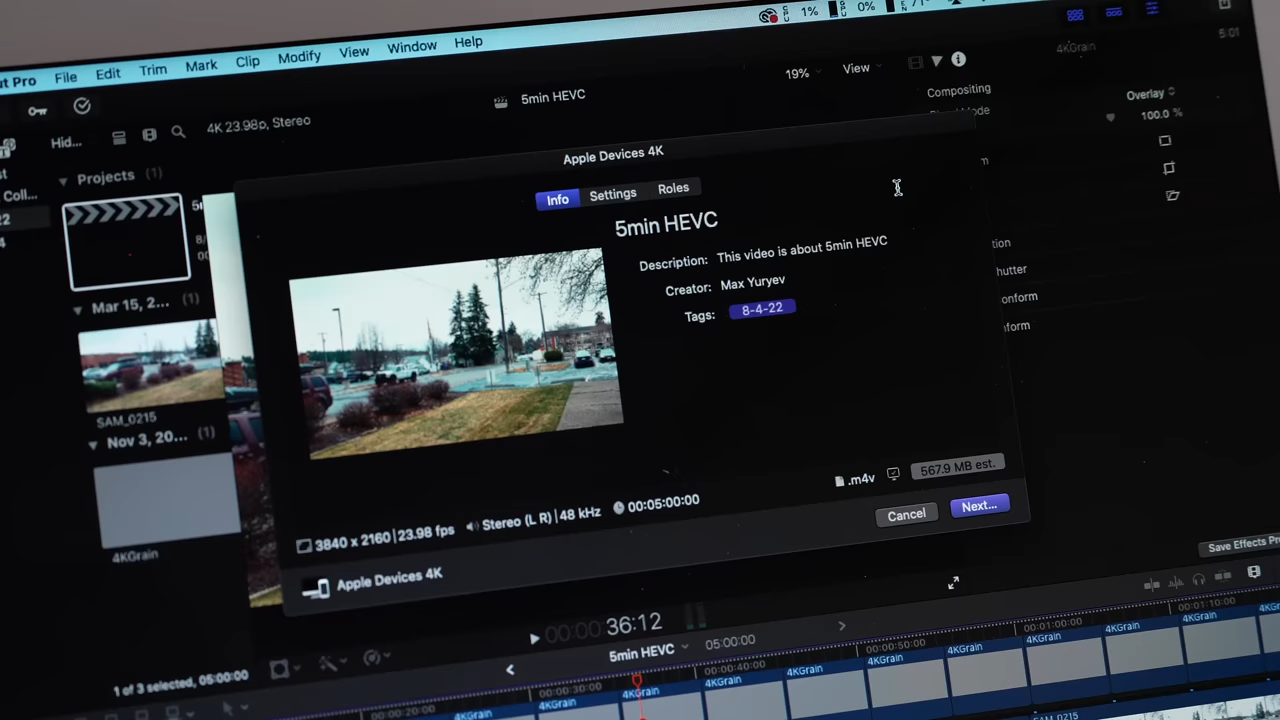 ut Pro File Edit Trim Mark Clip Modify View Window Help
1% 0%
5min HEVC
19% View
4KGrain
5:01
Hid...
4K 23.98p, Stereo
Compositing
Overlay
100.0 %
Projects (1)
Coll...
Apple Devices 4K
Info Settings Roles
5min HEVC
Description: This video is about 5min HEVC
Creator: Max Yuryev
Tags: 8-4-22
Mar 15, 2... (1)
SAM_0215
Nov 3, 20... (1)
4KGrain
.m4v
567.9 MB est.
3840 x 2160 | 23.98 fps
Stereo (L R) | 48 kHz
00:05:00:00
Cancel Next...
Apple Devices 4K
Save Effects Pr
00:00:36:12
1 of 3 selected, 05:00:00
5min HEVC
05:00:00
00:00:20:00
00:00:30:00
00:00:40:00
00:00:50:00
00:01:00:00
00:01:10:00
4KGrain
4KGrain
4KGrain
4KGrain
4KGrain
4KGrain
4KGrain
4KGrain
SAM_0215